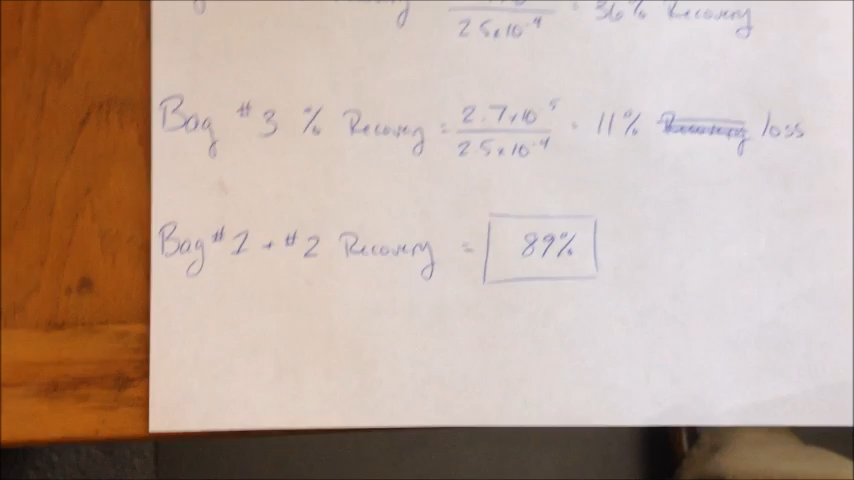 2.5x10^-4 = 36% Recovery
Bag #3 % Recovery = 2.7x10^5 / 2.5x10^-4 = 11% Recovery loss
Bag #1 + #2 Recovery = 89%